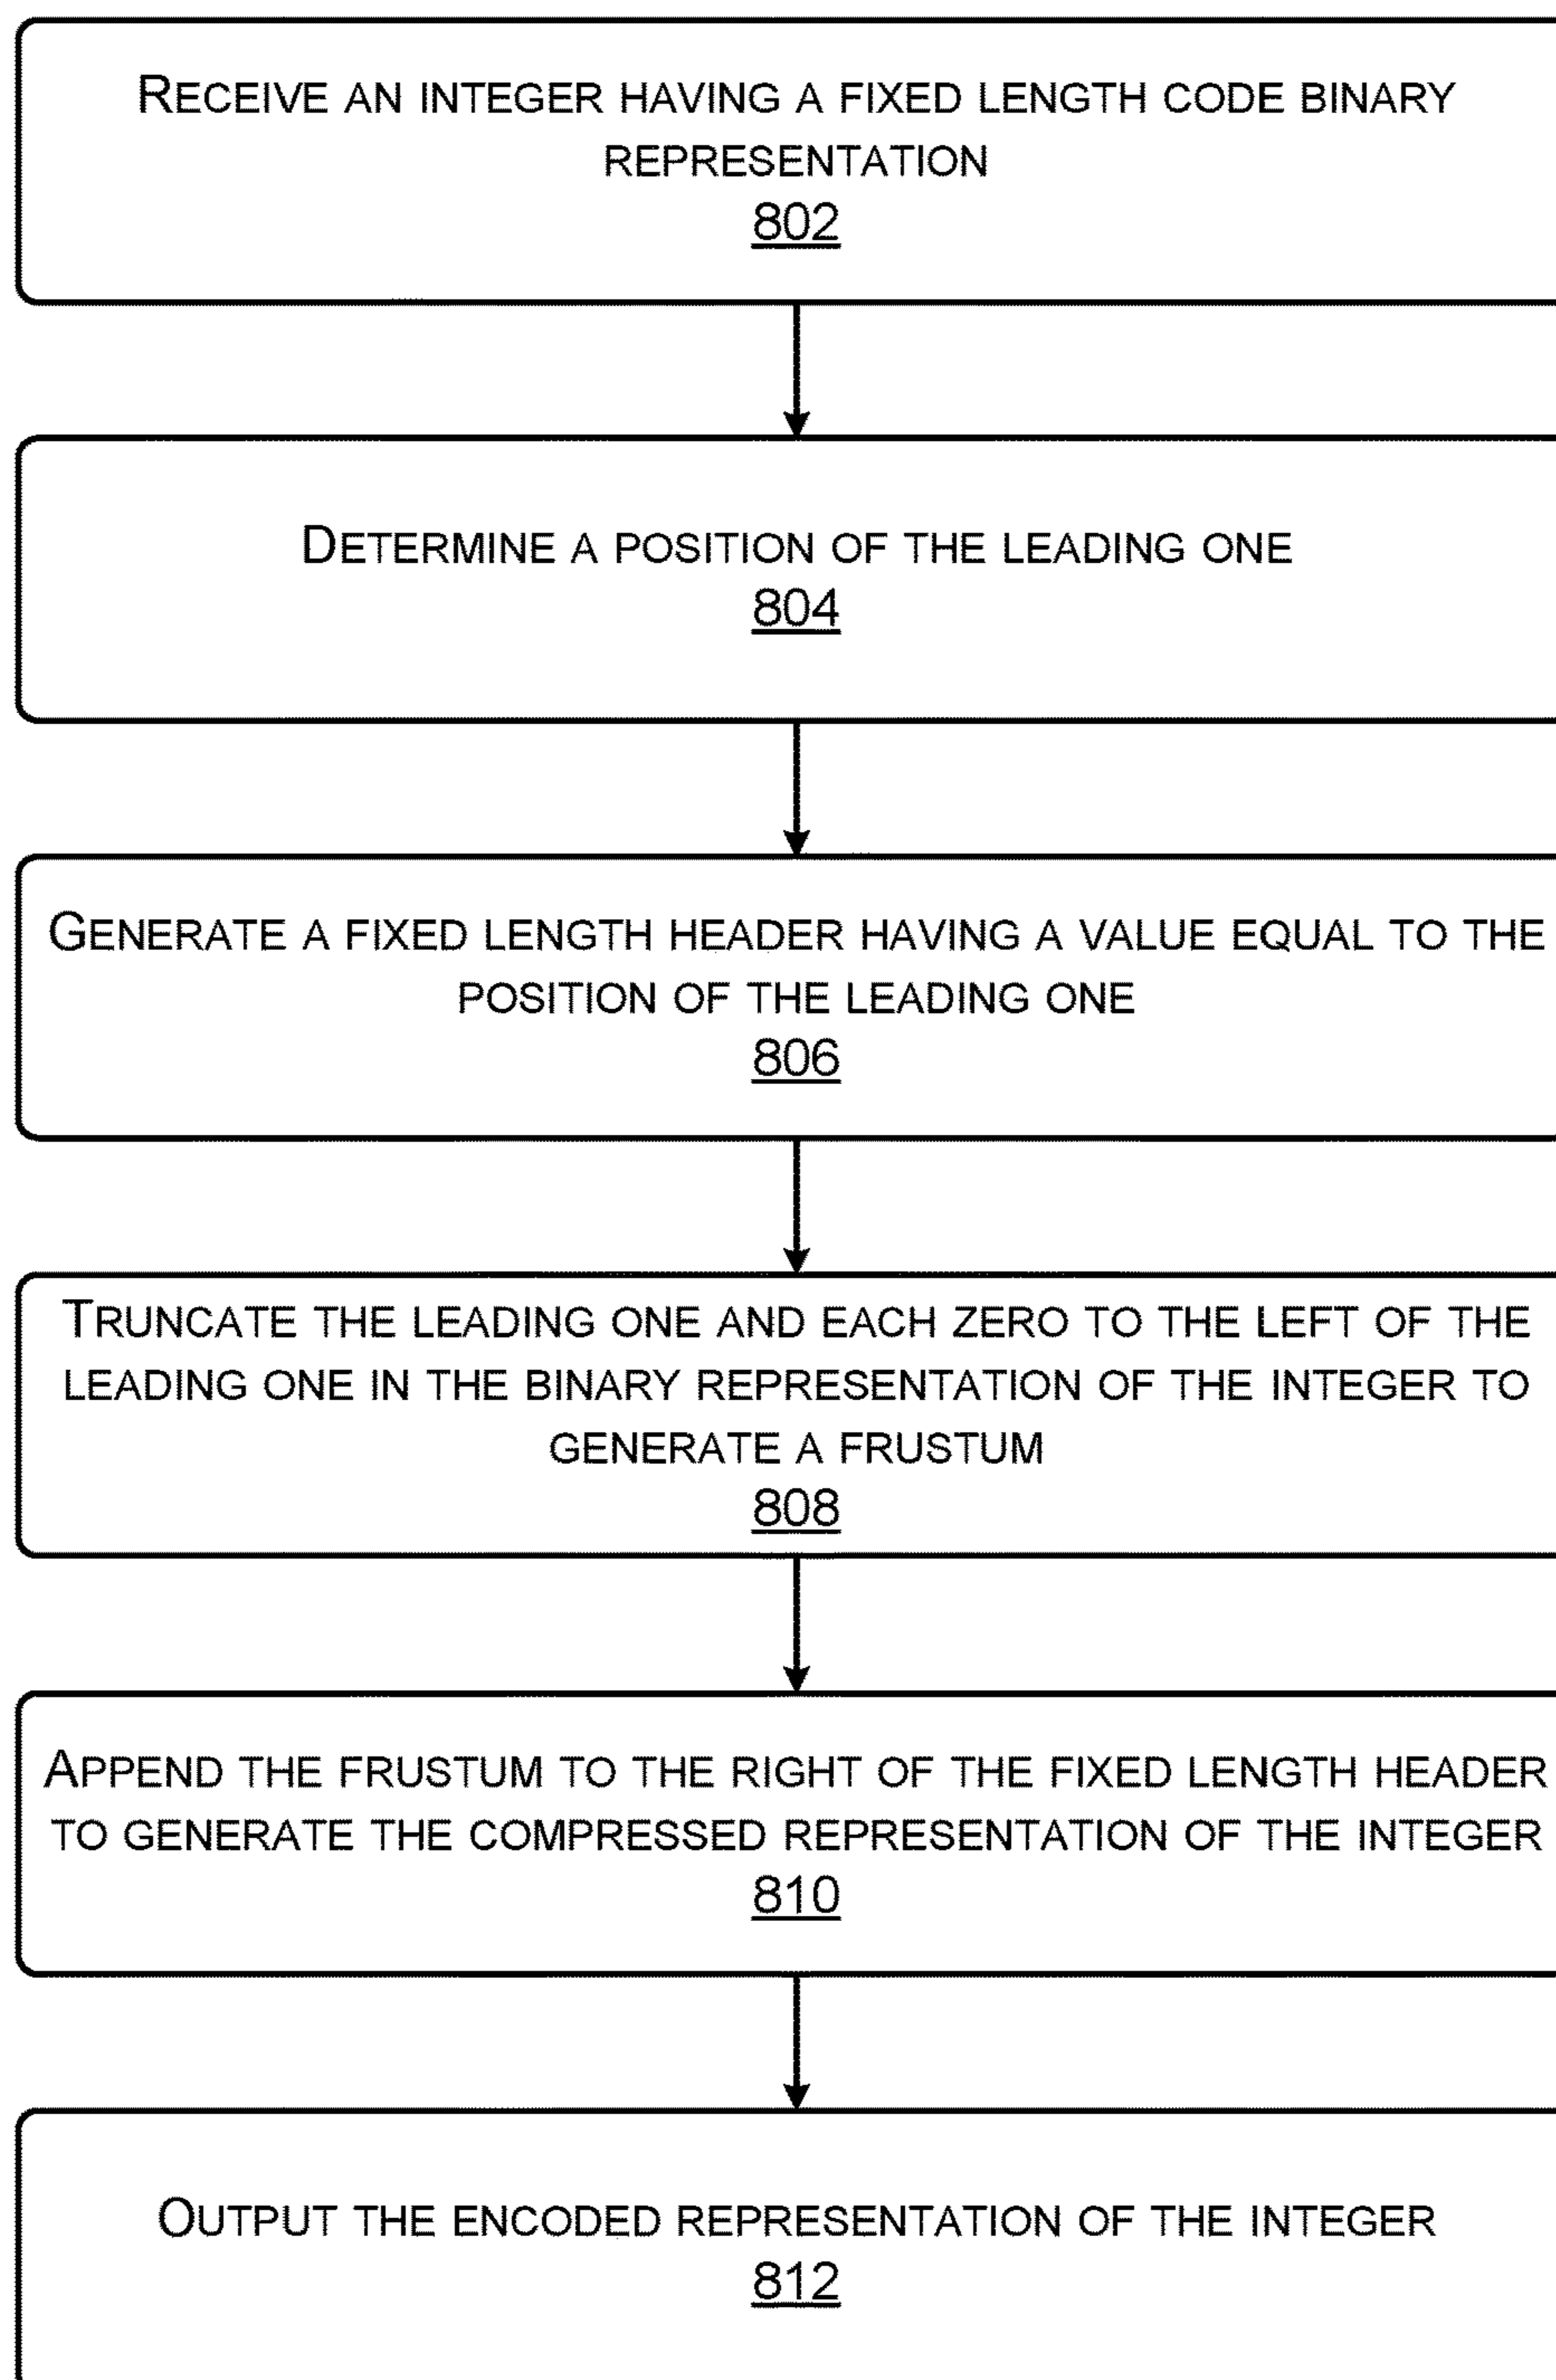 RECEIVE AN INTEGER HAVING A FIXED LENGTH CODE BINARY
REPRESENTATION
802
DETERMINE A POSITION OF THE LEADING ONE
804
GENERATE A FIXED LENGTH HEADER HAVING A VALUE EQUAL TO THE
POSITION OF THE LEADING ONE
806
TRUNCATE THE LEADING ONE AND EACH ZERO TO THE LEFT OF THE
LEADING ONE IN THE BINARY REPRESENTATION OF THE INTEGER TO
GENERATE A FRUSTUM
808
APPEND THE FRUSTUM TO THE RIGHT OF THE FIXED LENGTH HEADER
TO GENERATE THE COMPRESSED REPRESENTATION OF THE INTEGER
810
OUTPUT THE ENCODED REPRESENTATION OF THE INTEGER
812